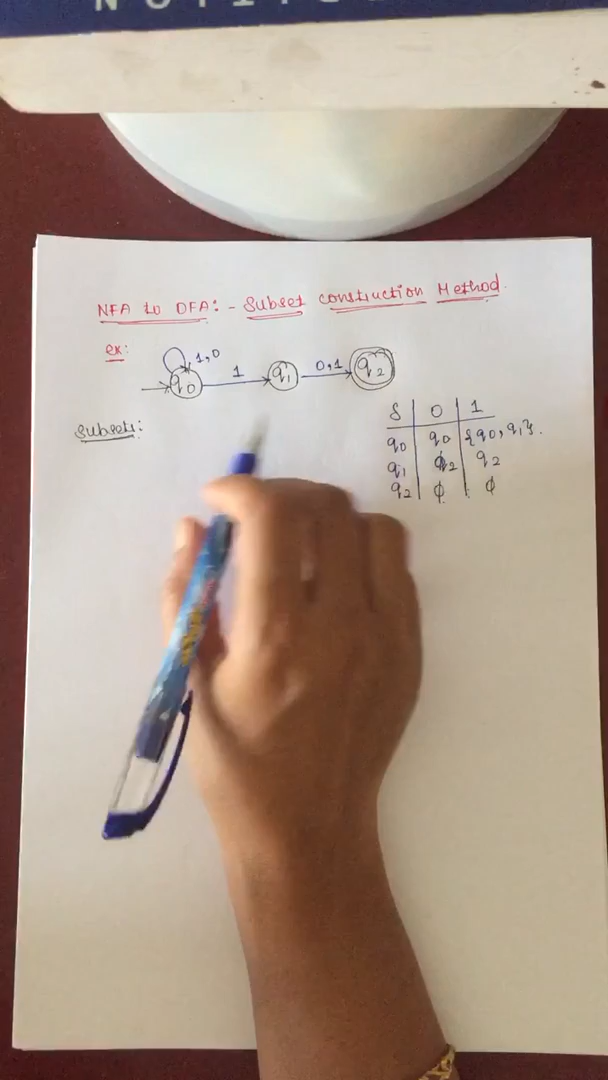 NFA to DFA: - Subset construction Method.
ex:
1,0
q0 1 q1 0,1 q2
Subsets:
δ 0 1
q0 q0 {q0, q1}.
q1 q2 q2
q2 ϕ ϕ